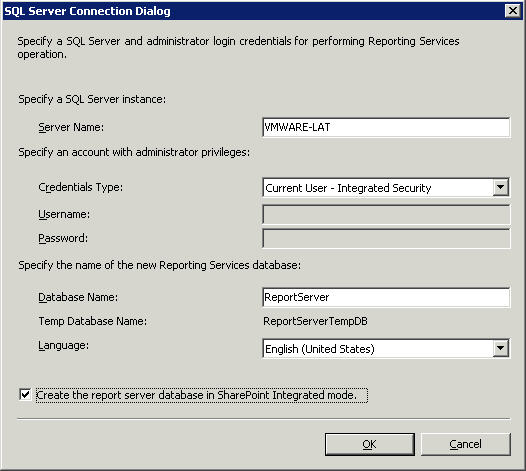 SQL Server Connection Dialog
Specify a SQL Server and administrator login credentials for performing Reporting Services
operation.
Specify a SQL Server instance:
Server Name: VMWARE-LAT
Specify an account with administrator privileges:
Credentials Type: Current User - Integrated Security
Username:
Password:
Specify the name of the new Reporting Services database:
Database Name: ReportServer
Temp Database Name: ReportServerTempDB
Language: English (United States)
Create the report server database in SharePoint Integrated mode.
OK Cancel